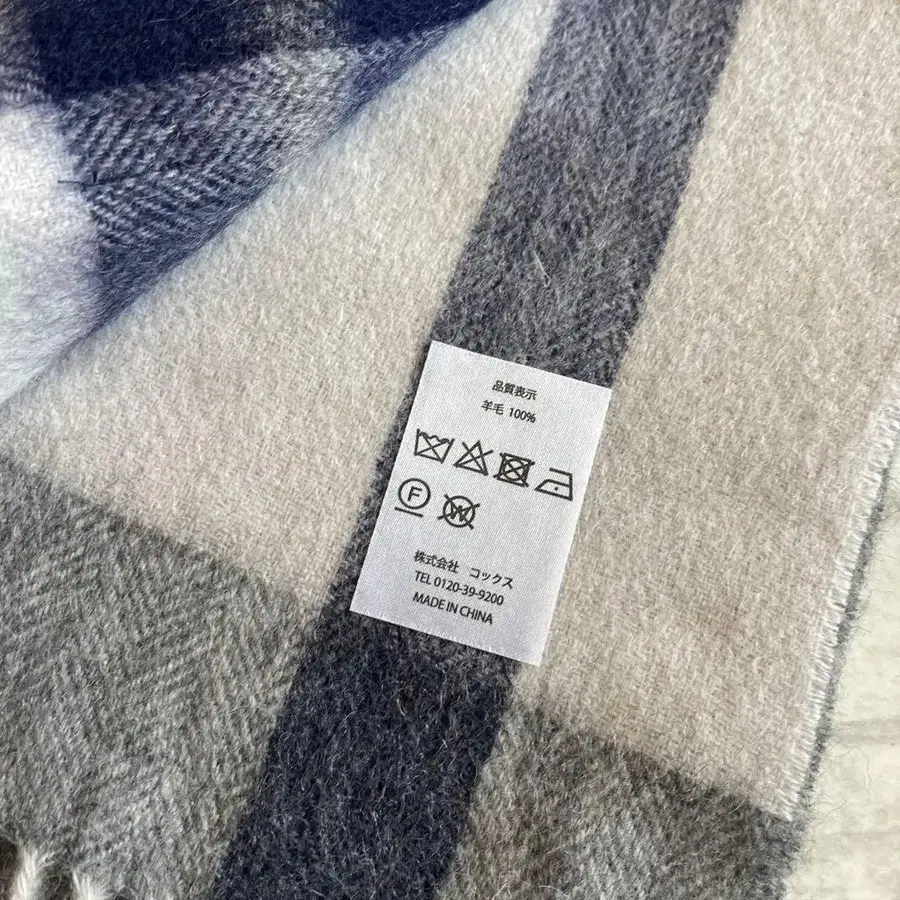 品質表示
羊毛 100%
F W
株式会社 コックス
TEL 0120-39-9200
MADE IN CHINA